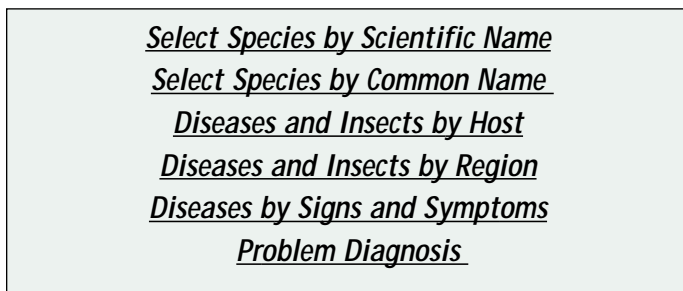 Select Species by Scientific Name
Select Species by Common Name
Diseases and Insects by Host
Diseases and Insects by Region
Diseases by Signs and Symptoms
Problem Diagnosis